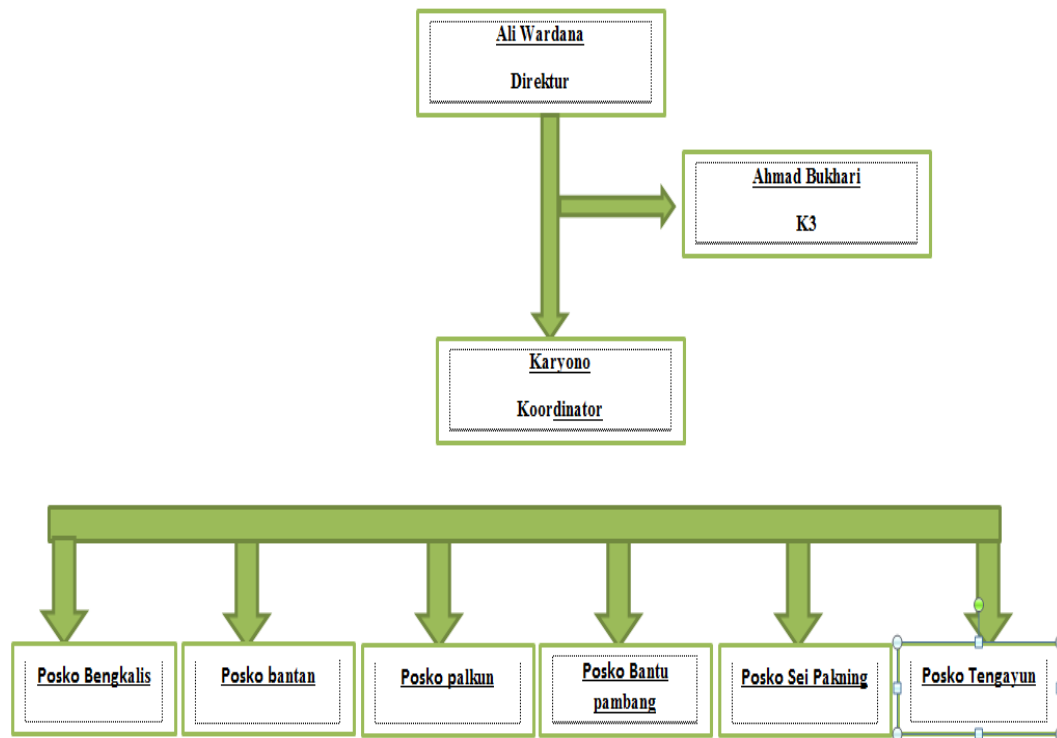 Ali Wardana
Direktur
Ahmad Bukhari
K3
Karyono
Koordinator
Posko Bengkalis
Posko bantan
Posko palkun
Posko Bantu
pambang
Posko Sei Pakning
Posko Tengayun